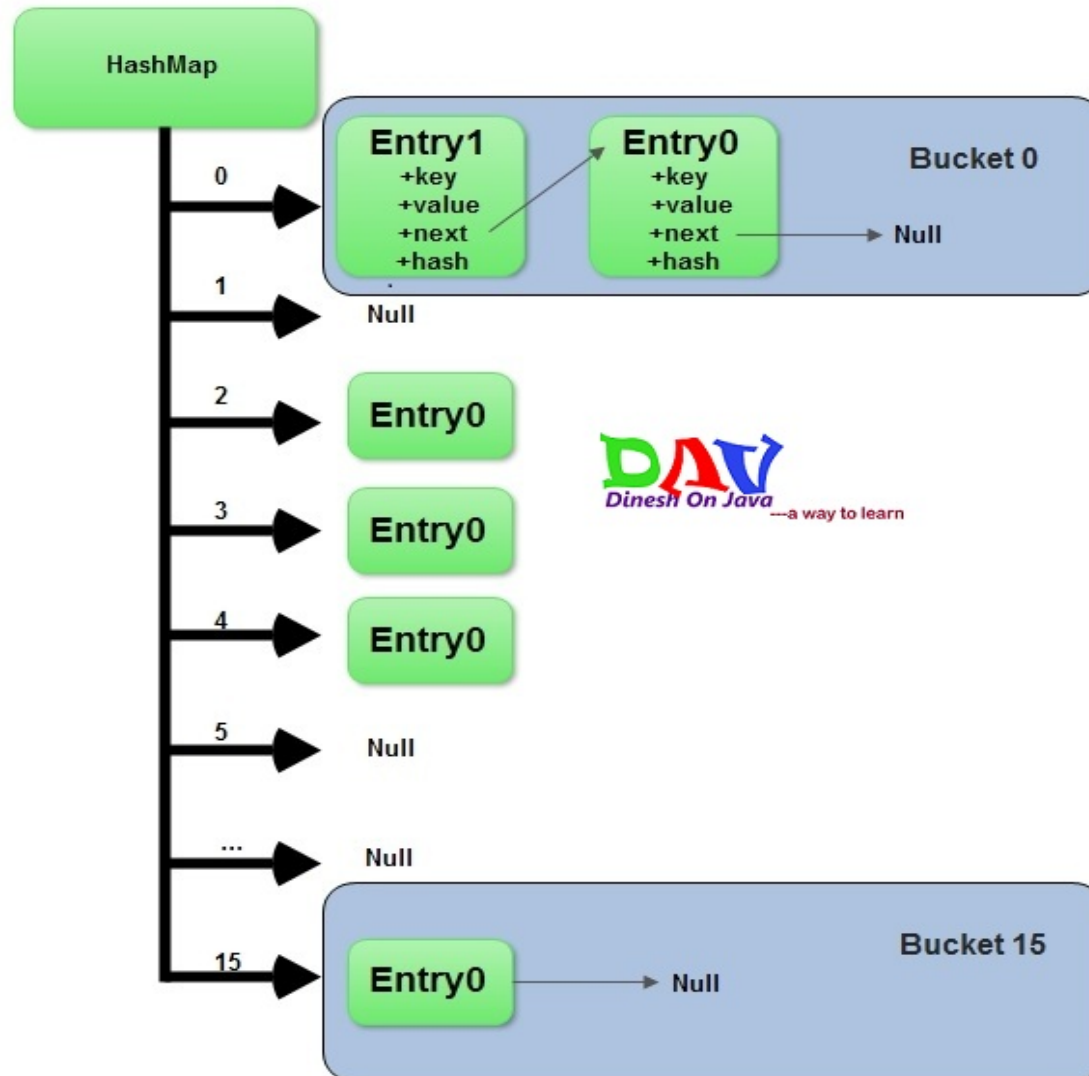 HashMap
0
Entry1
+key
+value
+next
+hash
Entry0
+key
+value
+next
+hash
Bucket 0
Null
1
Null
2
Entry0
DAV
Dinesh On Java
---a way to learn
3
Entry0
4
Entry0
5
Null
...
Null
15
Entry0
Null
Bucket 15